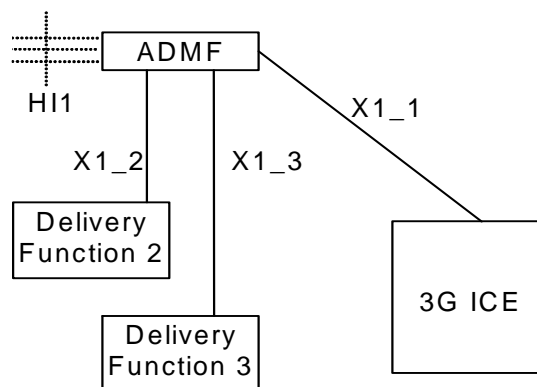 ADMF
HI1
X1_1
X1_2
X1_3
Delivery
Function 2
3G ICE
Delivery
Function 3